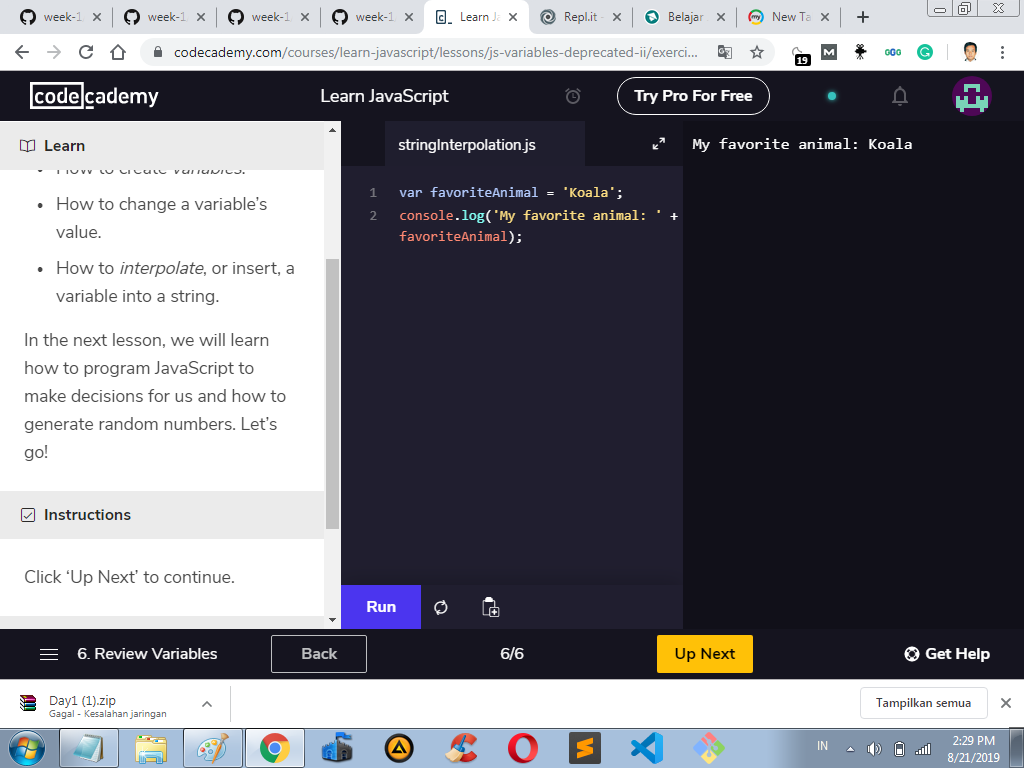 week-1
week-1
week-1
week-1
Learn Ja
Repl.it -
Belajar
New Ta
codecademy.com/courses/learn-javascript/lessons/js-variables-deprecated-ii/exerci...
19
codecademy
Learn JavaScript
Try Pro For Free
Learn
stringInterpolation.js
My favorite animal: Koala
How to create variables.
How to change a variable's
value.
How to interpolate, or insert, a
variable into a string.
In the next lesson, we will learn
how to program JavaScript to
make decisions for us and how to
generate random numbers. Let's
go!
1 var favoriteAnimal = 'Koala';
2 console.log('My favorite animal: ' +
favoriteAnimal);
Instructions
Click ‘Up Next’ to continue.
Run
6. Review Variables
Back
6/6
Up Next
Get Help
Day1 (1).zip
Gagal - Kesalahan jaringan
Tampilkan semua
IN
2:29 PM
8/21/2019